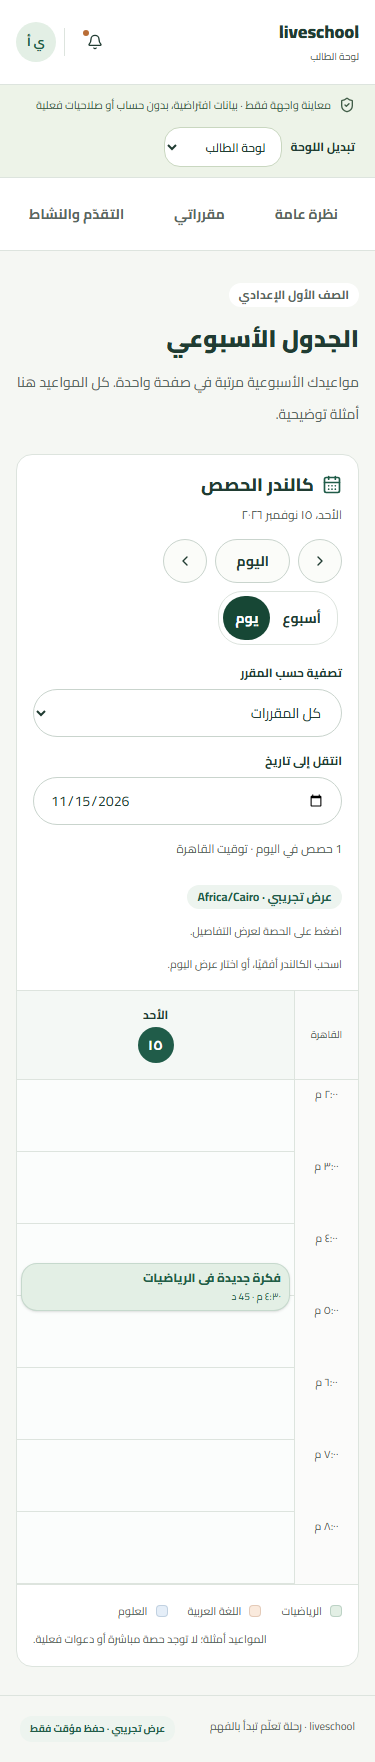 liveschool
لوحة الطالب
ي أ
معاينة واجهة فقط · بيانات افتراضية، بدون حساب أو صلاحيات فعلية
تبديل اللوحة
لوحة الطالب
نظرة عامة
مقرراتي
التقدّم والنشاط
الصف الأول الإعدادي
الجدول الأسبوعي
مواعيدك الأسبوعية مرتبة في صفحة واحدة. كل المواعيد هنا
أمثلة توضيحية.
كالندر الحصص
الأحد، ١٥ نوفمبر ٢٠٢٦
اليوم
أسبوع
يوم
تصفية حسب المقرر
كل المقررات
انتقل إلى تاريخ
11/15/2026
1 حصص في اليوم · توقيت القاهرة
عرض تجريبي · Africa/Cairo
اضغط على الحصة لعرض التفاصيل.
اسحب الكالندر أفقيًا، أو اختار عرض اليوم.
القاهرة
الأحد
١٥
٢:٠٠ م
٣:٠٠ م
٤:٠٠ م
فكرة جديدة في الرياضيات
٤:٣٠ م · 45 د
٥:٠٠ م
٦:٠٠ م
٧:٠٠ م
٨:٠٠ م
الرياضيات
اللغة العربية
العلوم
المواعيد أمثلة؛ لا توجد حصة مباشرة أو دعوات فعلية.
liveschool · رحلة تعلّم تبدأ بالفهم
عرض تجريبي · حفظ مؤقت فقط